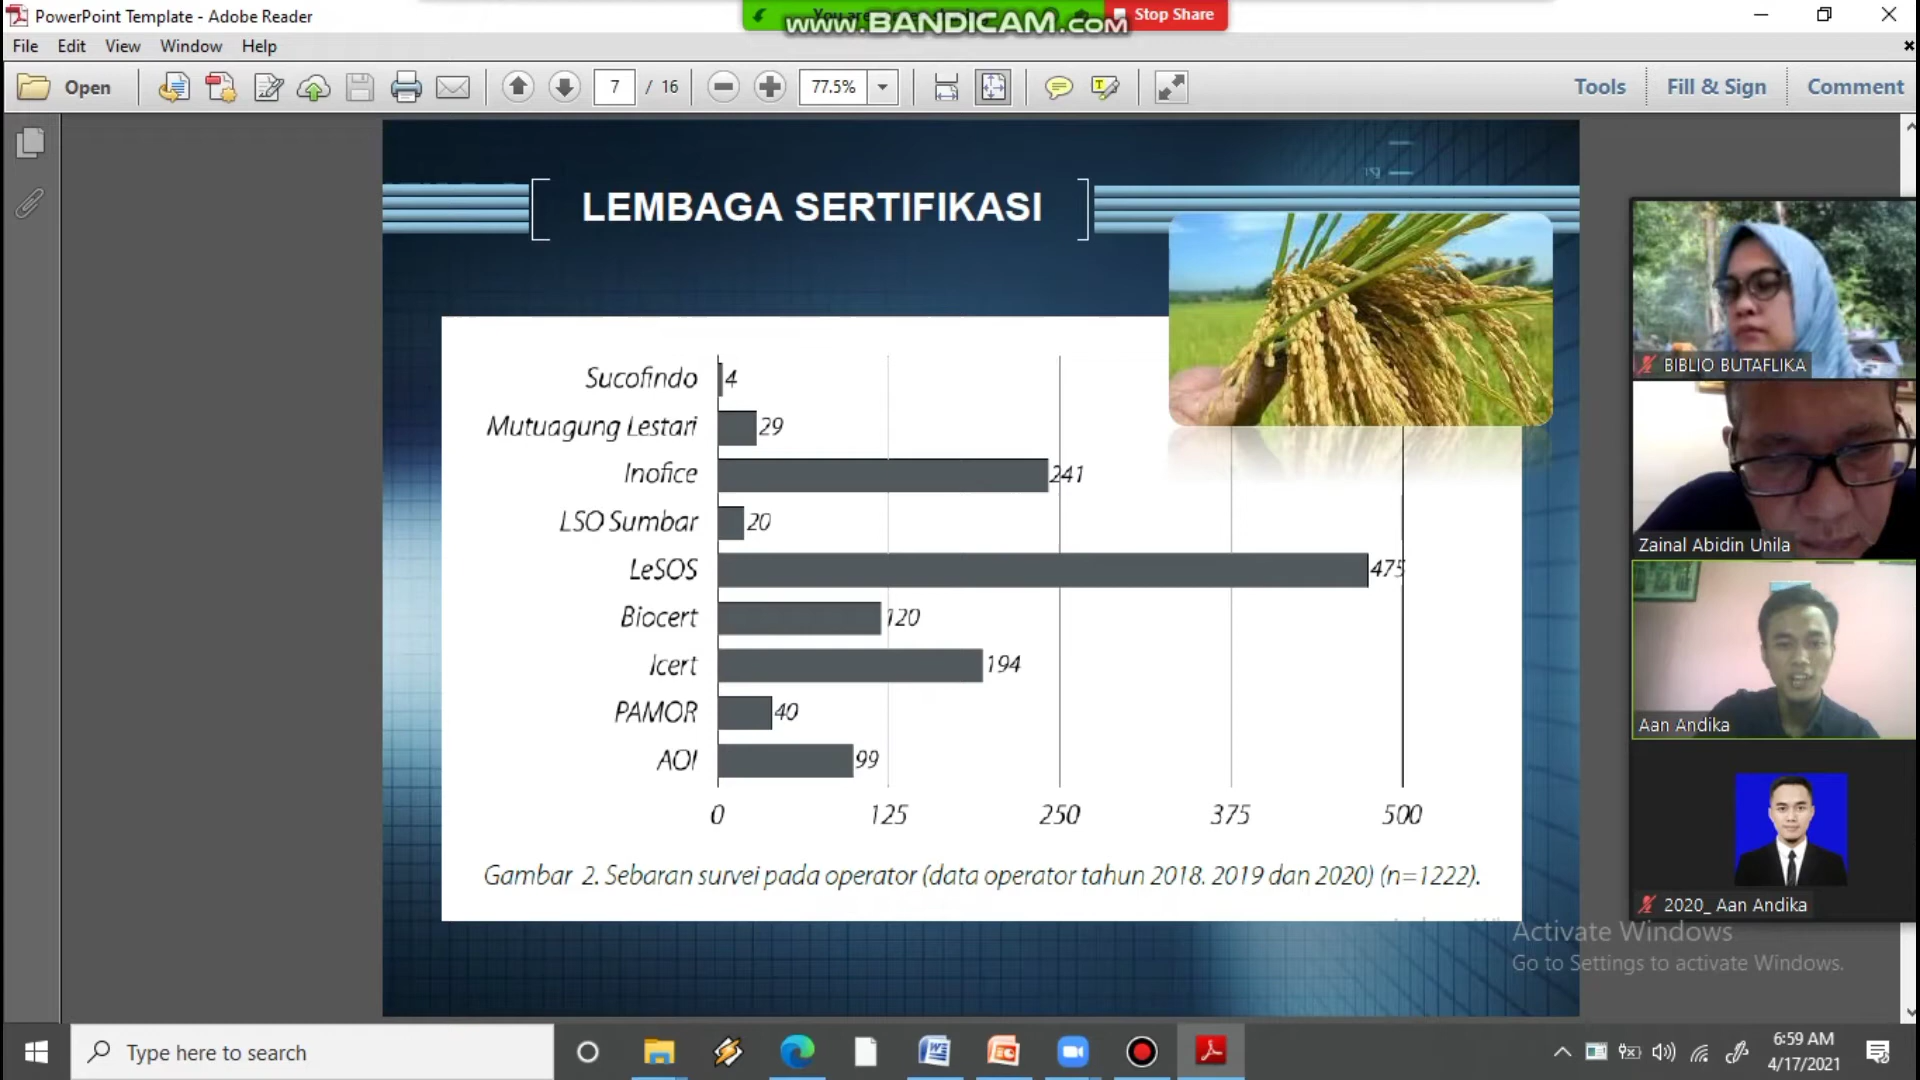 PowerPoint Template - Adobe Reader
www.BANDICAM.com
Stop Share
File Edit View Window Help
Open
7 / 16
77.5%
Tools
Fill & Sign
Comment
LEMBAGA SERTIFIKASI
Sucofindo 4
Mutuagung Lestari 29
Inofice 241
LSO Sumbar 20
LeSOS 475
Biocert 120
Icert 194
PAMOR 40
AOI 99
0 125 250 375 500
Gambar 2. Sebaran survei pada operator (data operator tahun 2018. 2019 dan 2020) (n=1222).
BIBLIO BUTAFLIKA
Zainal Abidin Unila
Aan Andika
2020_ Aan Andika
Activate Windows
Go to Settings to activate Windows.
Type here to search
6:59 AM
4/17/2021